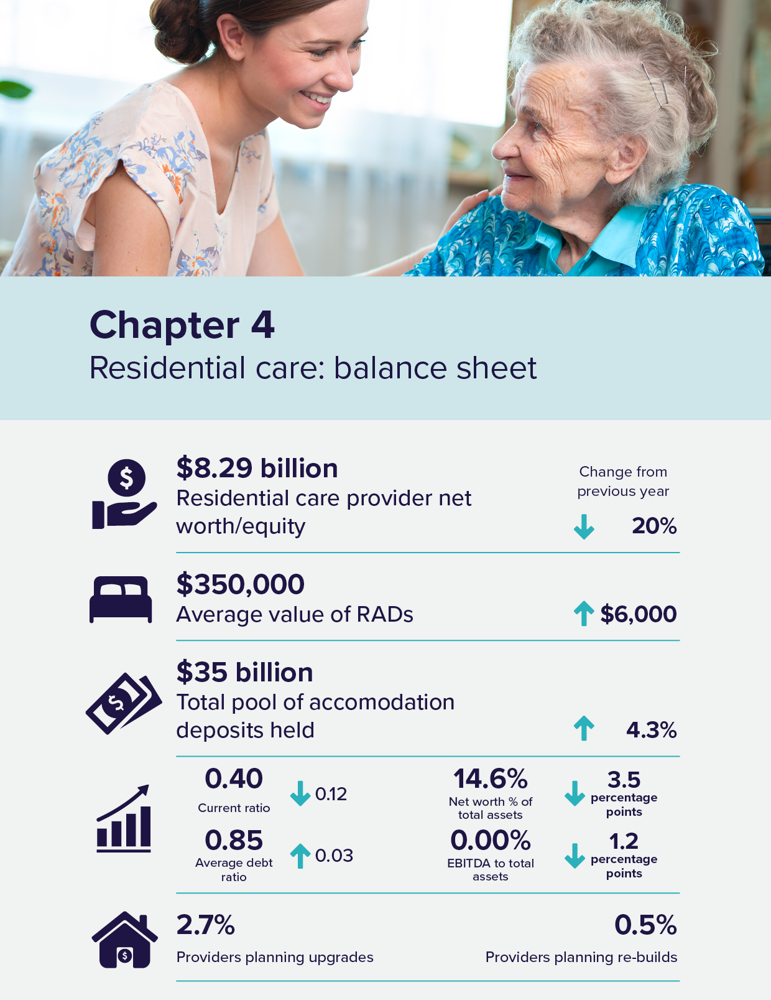 Chapter 4
Residential care: balance sheet
$
$8.29 billion
Residential care provider net
worth/equity
Change from
previous year
20%
$350,000
Average value of RADs
$6,000
$
$35 billion
Total pool of accomodation
deposits held
4.3%
0.40
Current ratio
0.12
14.6%
Net worth % of
total assets
3.5
percentage
points
0.85
Average debt
ratio
0.03
0.00%
EBITDA to total
assets
1.2
percentage
points
$
2.7%
Providers planning upgrades
0.5%
Providers planning re-builds